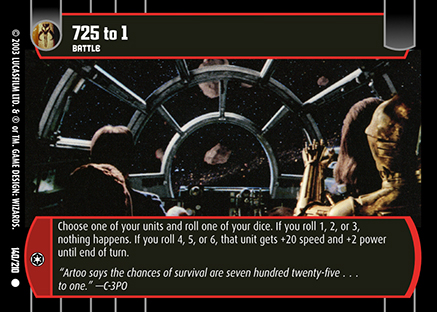 725 to 1
BATTLE
Choose one of your units and roll one of your dice. If you roll 1, 2, or 3,
nothing happens. If you roll 4, 5, or 6, that unit gets +20 speed and +2 power
until end of turn.
“Artoo says the chances of survival are seven hundred twenty-five . . .
to one.” —C-3PO
© 2003 LUCASFILM LTD. & ® or TM. GAME DESIGN: WIZARDS.
140/210